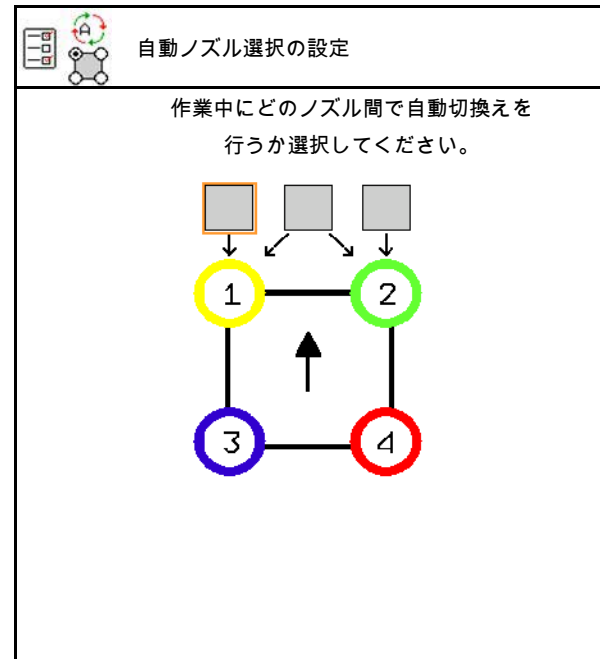 A
自動ノズル選択の設定
作業中にどのノズル間で自動切換えを
行うか選択してください。
1 2
3 4